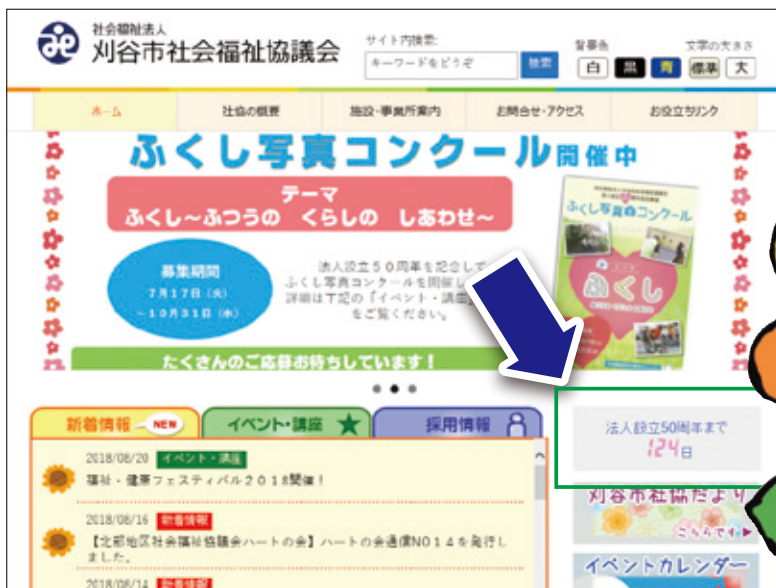 社会福祉法人
刈谷市社会福祉協議会
サイト内検索:
キーワードをどうぞ
検索
背景色
白 黒 青
文字の大きさ
標準 大
ホーム
社協の概要
施設・事業所案内
お問合せ・アクセス
お役立ちリンク
ふくし写真コンクール開催中
テーマ
ふくし~ふつうの くらしの しあわせ~
募集期間
7月17日(火)
~10月31日(水)
法人設立50周年を記念して
ふくし写真コンクールを開催し
詳細は下記の『イベント・講座
をご覧ください。
ふくし写真コンクール
ふくし
たくさんのご応募お待ちしています!
新着情報 NEW
イベント・講座
採用情報
法人設立50周年まで
124日
2018/08/20 イベント・講座
福祉・健康フェスティバル2018開催!
2018/08/16 新着情報
【北部地区社会福祉協議会ハートの会】ハートの会通信NO14を発行し
ました。
2018/08/14 新着情報
刈谷市社協だより
こちらです▶
イベントカレンダー